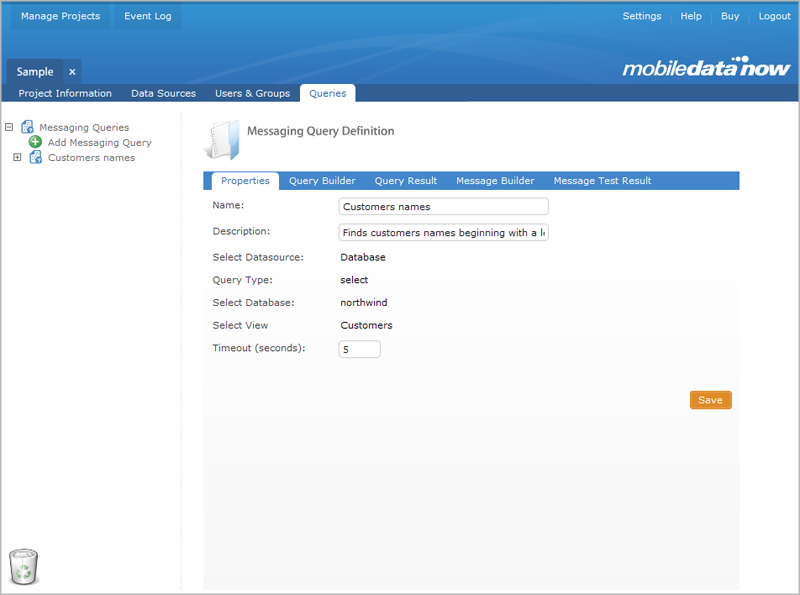 Manage Projects Event Log Settings Help Buy Logout
Sample x
mobiledatanow
Project Information Data Sources Users & Groups Queries
Messaging Queries
Add Messaging Query
Customers names
Messaging Query Definition
Properties Query Builder Query Result Message Builder Message Test Result
Name: Customers names
Description: Finds customers names beginning with a
Select Datasource: Database
Query Type: select
Select Database: northwind
Select View Customers
Timeout (seconds): 5
Save